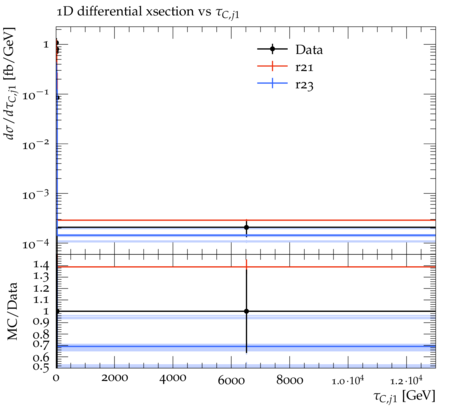 1D differential xsection vs τC,j1
dσ/dτC,j1 [fb/GeV]
Data
r21
r23
1
10⁻¹
10⁻²
10⁻³
10⁻⁴
MC/Data
1.4
1.3
1.2
1.1
1
0.9
0.8
0.7
0.6
0.5
0 2000 4000 6000 8000 1.0·10⁴ 1.2·10⁴
τC,j1 [GeV]